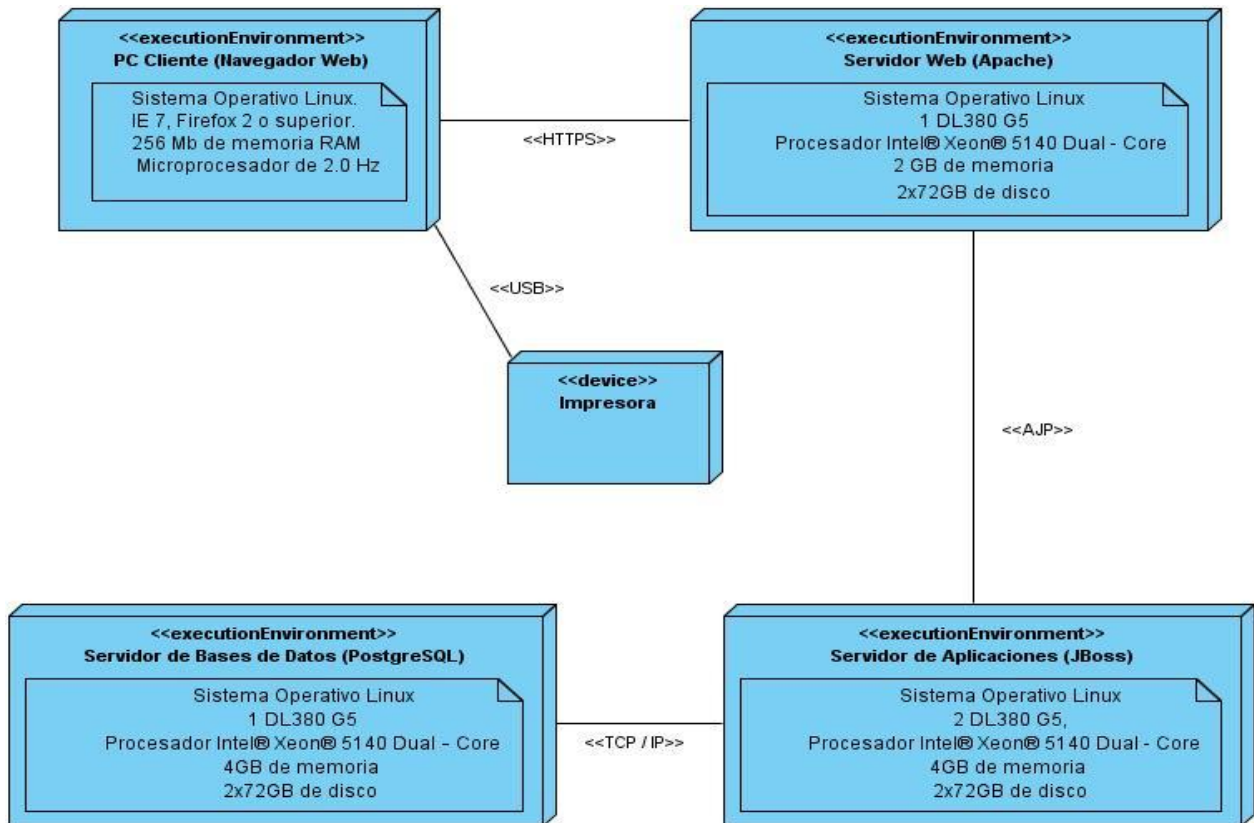 <<executionEnvironment>>
PC Cliente (Navegador Web)
Sistema Operativo Linux.
IE 7, Firefox 2 o superior.
256 Mb de memoria RAM
Microprocesador de 2.0 Hz
<<HTTPS>>
<<executionEnvironment>>
Servidor Web (Apache)
Sistema Operativo Linux
1 DL380 G5
Procesador Intel® Xeon® 5140 Dual - Core
2 GB de memoria
2x72GB de disco
<<USB>>
<<device>>
Impresora
<<AJP>>
<<executionEnvironment>>
Servidor de Bases de Datos (PostgreSQL)
Sistema Operativo Linux
1 DL380 G5
Procesador Intel® Xeon® 5140 Dual - Core
4GB de memoria
2x72GB de disco
<<TCP / IP>>
<<executionEnvironment>>
Servidor de Aplicaciones (JBoss)
Sistema Operativo Linux
2 DL380 G5,
Procesador Intel® Xeon® 5140 Dual - Core
4GB de memoria
2x72GB de disco